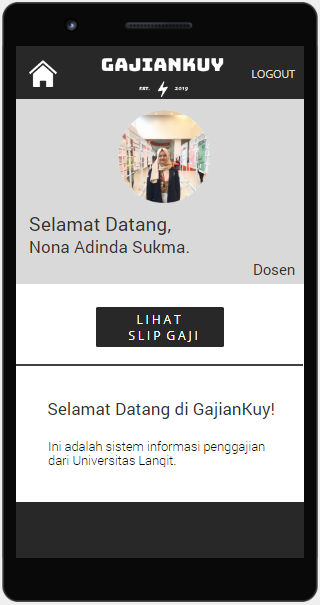 GAJIANKUY
LOGOUT
EST. 2019
Selamat Datang,
Nona Adinda Sukma.
Dosen
LIHAT
SLIP GAJI
Selamat Datang di GajianKuy!
Ini adalah sistem informasi penggajian
dari Universitas Langit.